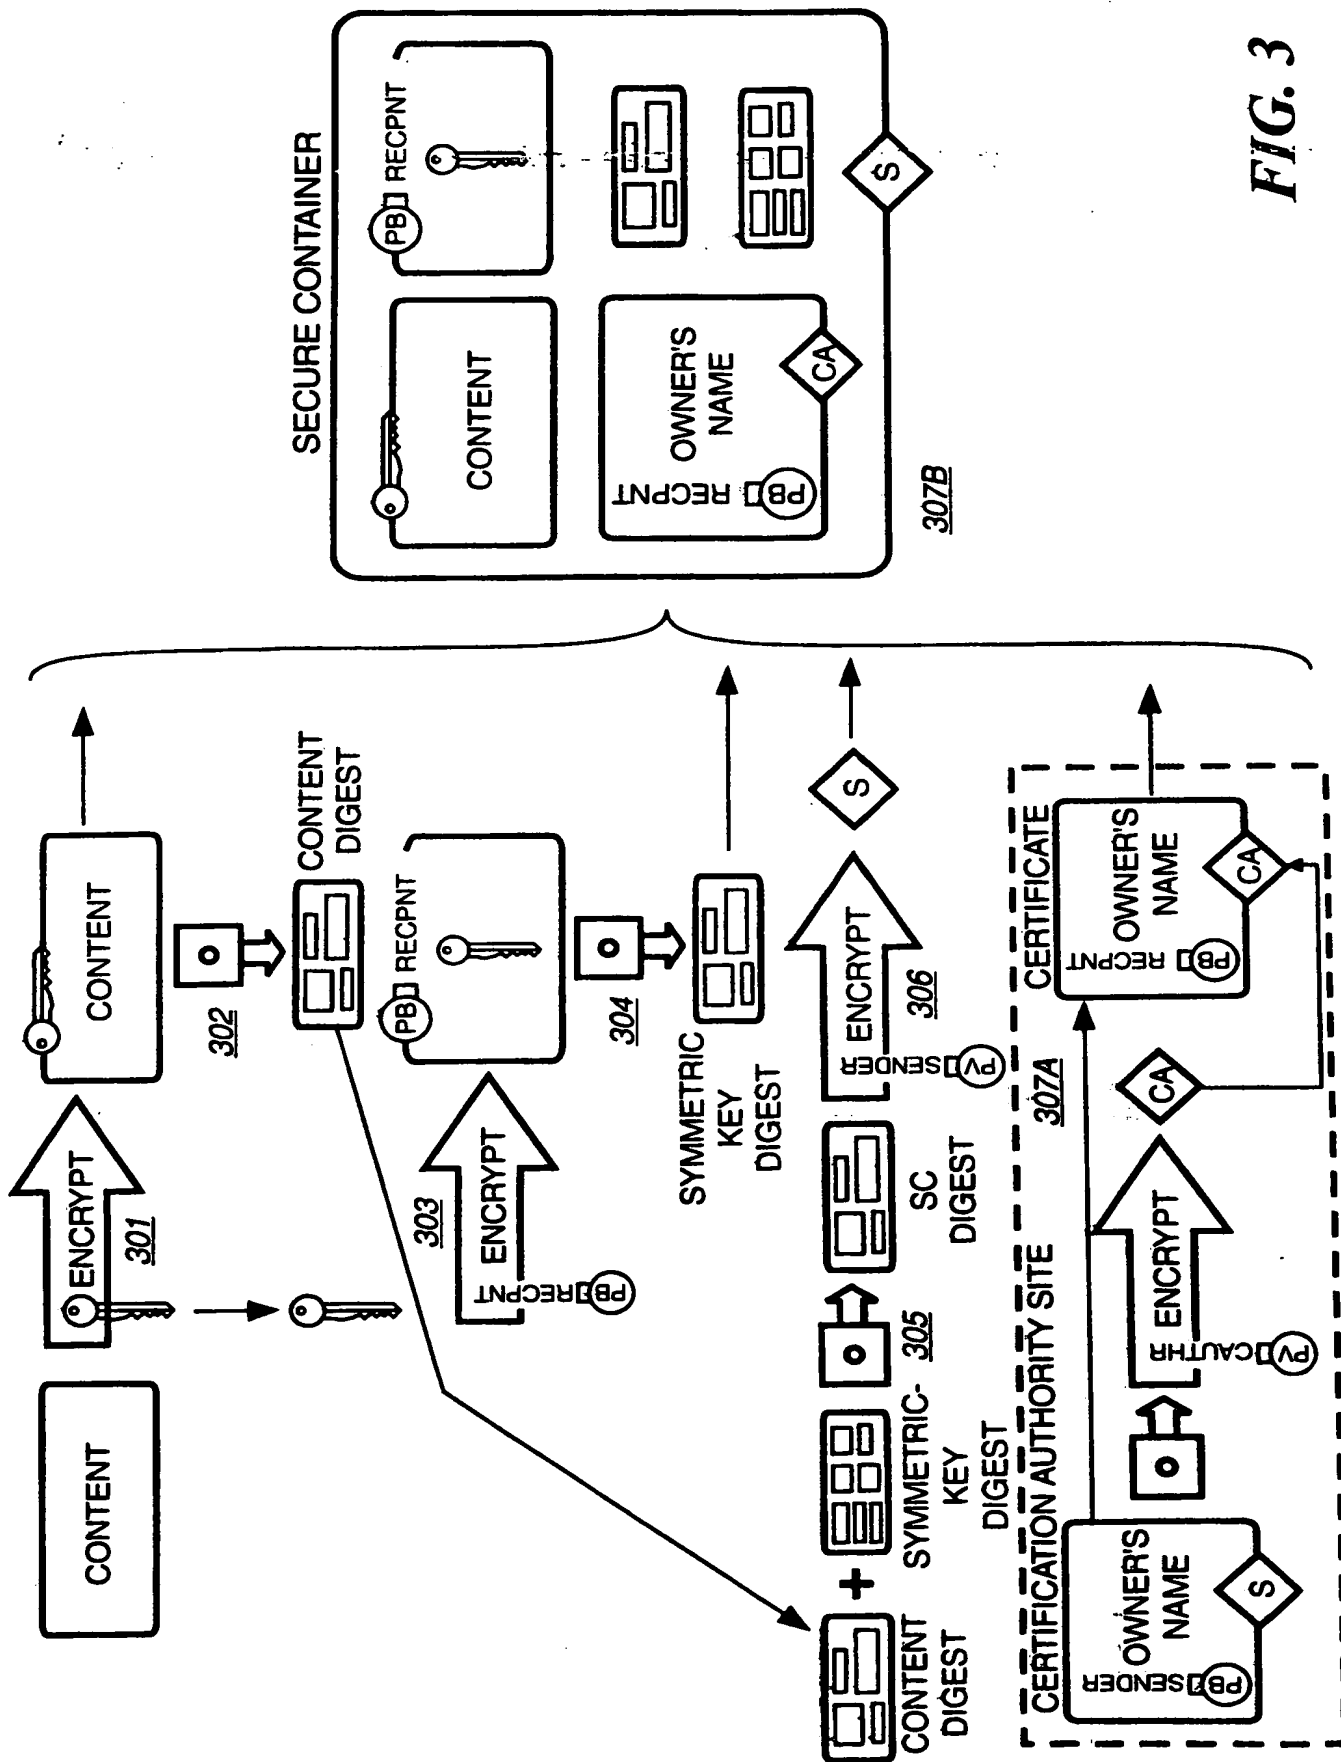 CONTENT
ENCRYPT
301
CONTENT
302
CONTENT
DIGEST
303
ENCRYPT
RECPNT
PB
PB
RECPNT
304
SYMMETRIC
KEY
DIGEST
CONTENT
DIGEST
+
SYMMETRIC-
KEY
DIGEST
305
SC
DIGEST
ENCRYPT
306
SENDER
PV
S
CERTIFICATION AUTHORITY SITE
307A
OWNER'S
NAME
SENDER
PB
S
ENCRYPT
CAUTHR
PV
CA
CERTIFICATE
OWNER'S
NAME
RECPNT
PB
CA
SECURE CONTAINER
CONTENT
PB
RECPNT
OWNER'S
NAME
RECPNT
PB
CA
S
307B
FIG. 3